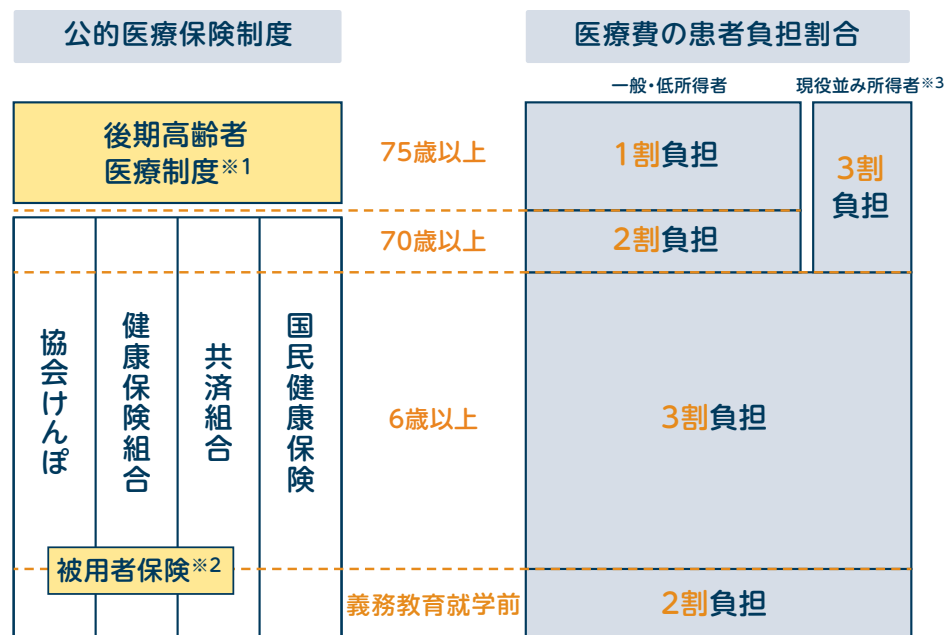 公的医療保険制度
医療費の患者負担割合
一般・低所得者
現役並み所得者※3
後期高齢者
医療制度※1
75歳以上
1割負担
3割
負担
70歳以上
2割負担
協会けんぽ
健康保険組合
共済組合
国民健康保険
6歳以上
3割負担
被用者保険※2
義務教育就学前
2割負担